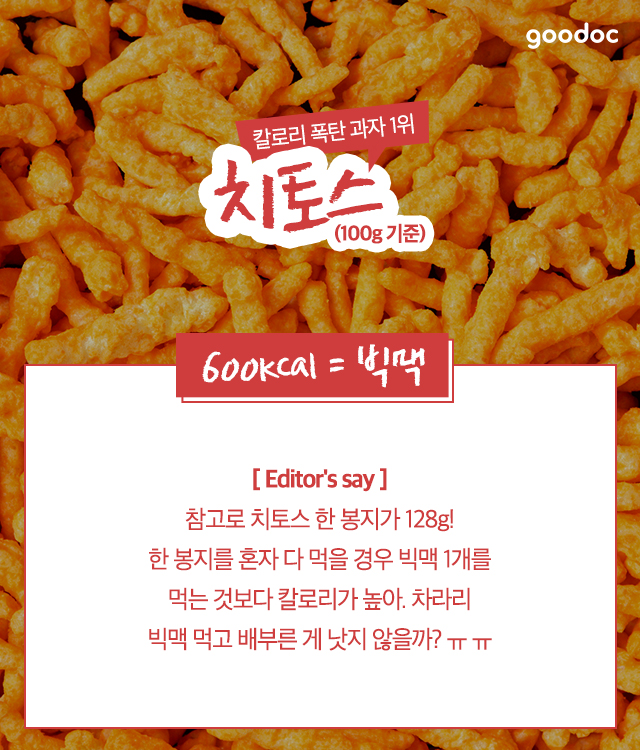 goodoc
칼로리 폭탄 과자 1위
치토스
(100g 기준)
600kcal = 빅맥
[ Editor's say ]
참고로 치토스 한 봉지가 128g!
한 봉지를 혼자 다 먹을 경우 빅맥 1개를
먹는 것보다 칼로리가 높아. 차라리
빅맥 먹고 배부른 게 낫지 않을까? ㅠㅠ